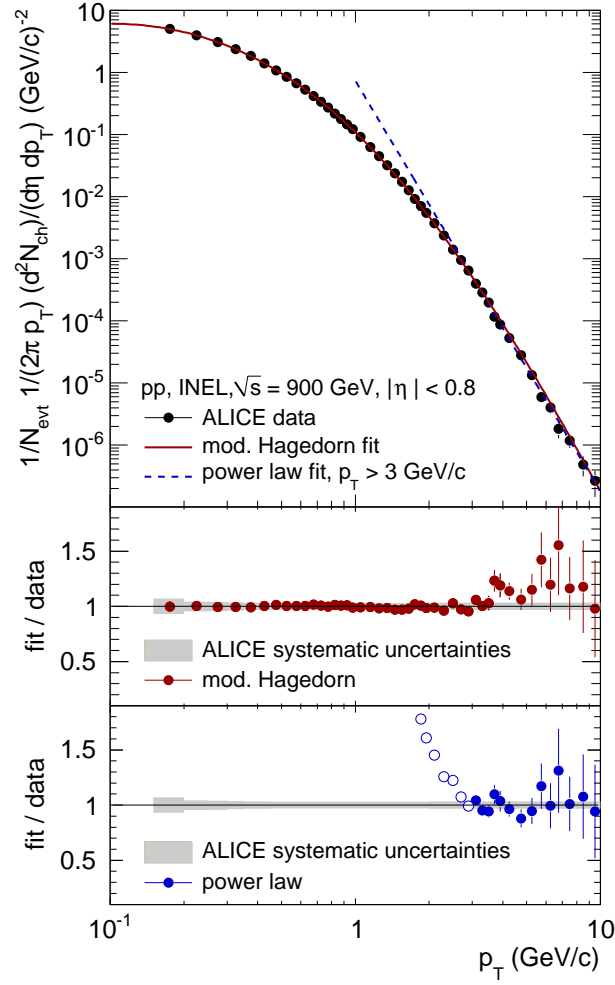 1/N_evt 1/(2π p_T) (d²N_ch)/(dη dp_T) (GeV/c)⁻²
10
1
10⁻¹
10⁻²
10⁻³
10⁻⁴
10⁻⁵
10⁻⁶
pp, INEL,√s = 900 GeV, |η| < 0.8
ALICE data
mod. Hagedorn fit
power law fit, p_T > 3 GeV/c
fit / data
1.5
1
0.5
ALICE systematic uncertainties
mod. Hagedorn
fit / data
1.5
1
0.5
ALICE systematic uncertainties
power law
10⁻¹
1
10
p_T (GeV/c)